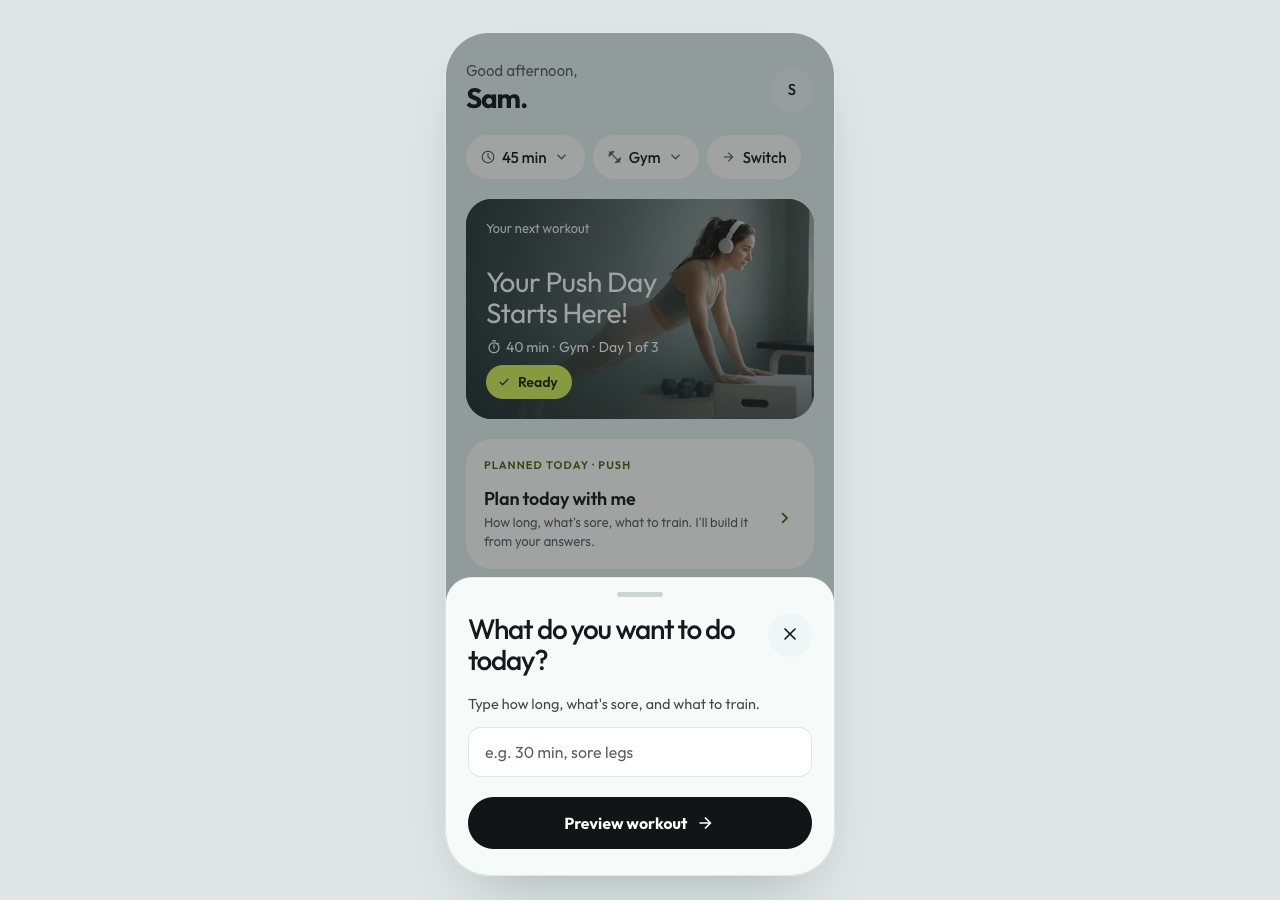 Good afternoon,
Sam.
S
45 min
Gym
Switch
Your next workout
Your Push Day
Starts Here!
40 min · Gym · Day 1 of 3
Ready
PLANNED TODAY · PUSH
Plan today with me
How long, what's sore, what to train. I'll build it
from your answers.
What do you want to do
today?
Type how long, what's sore, and what to train.
e.g. 30 min, sore legs
Preview workout